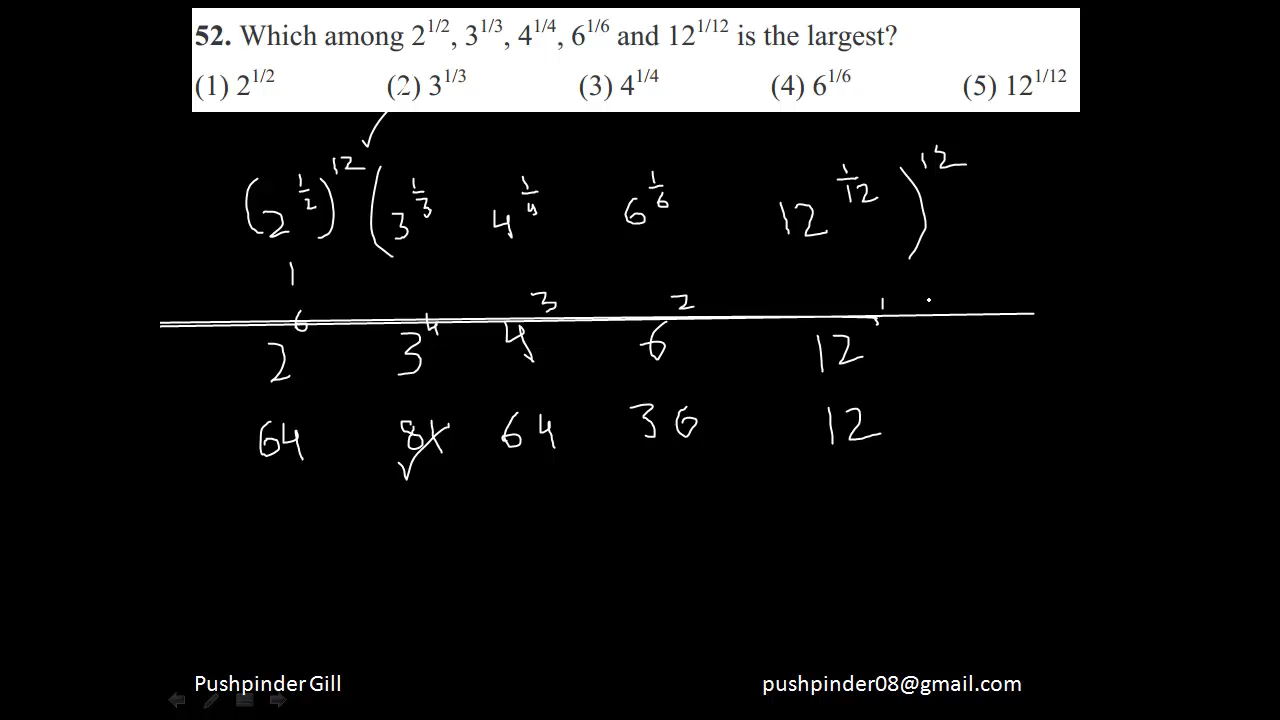 52. Which among 2^1/2, 3^1/3, 4^1/4, 6^1/6 and 12^1/12 is the largest?
(1) 2^1/2 (2) 3^1/3 (3) 4^1/4 (4) 6^1/6 (5) 12^1/12
(2^1/2)^12 (3^1/3 4^1/4 6^1/6 12^1/12)^12
1
2^6 3^4 4^3 6^2 12^1
64 81 64 36 12
Pushpinder Gill pushpinder08@gmail.com